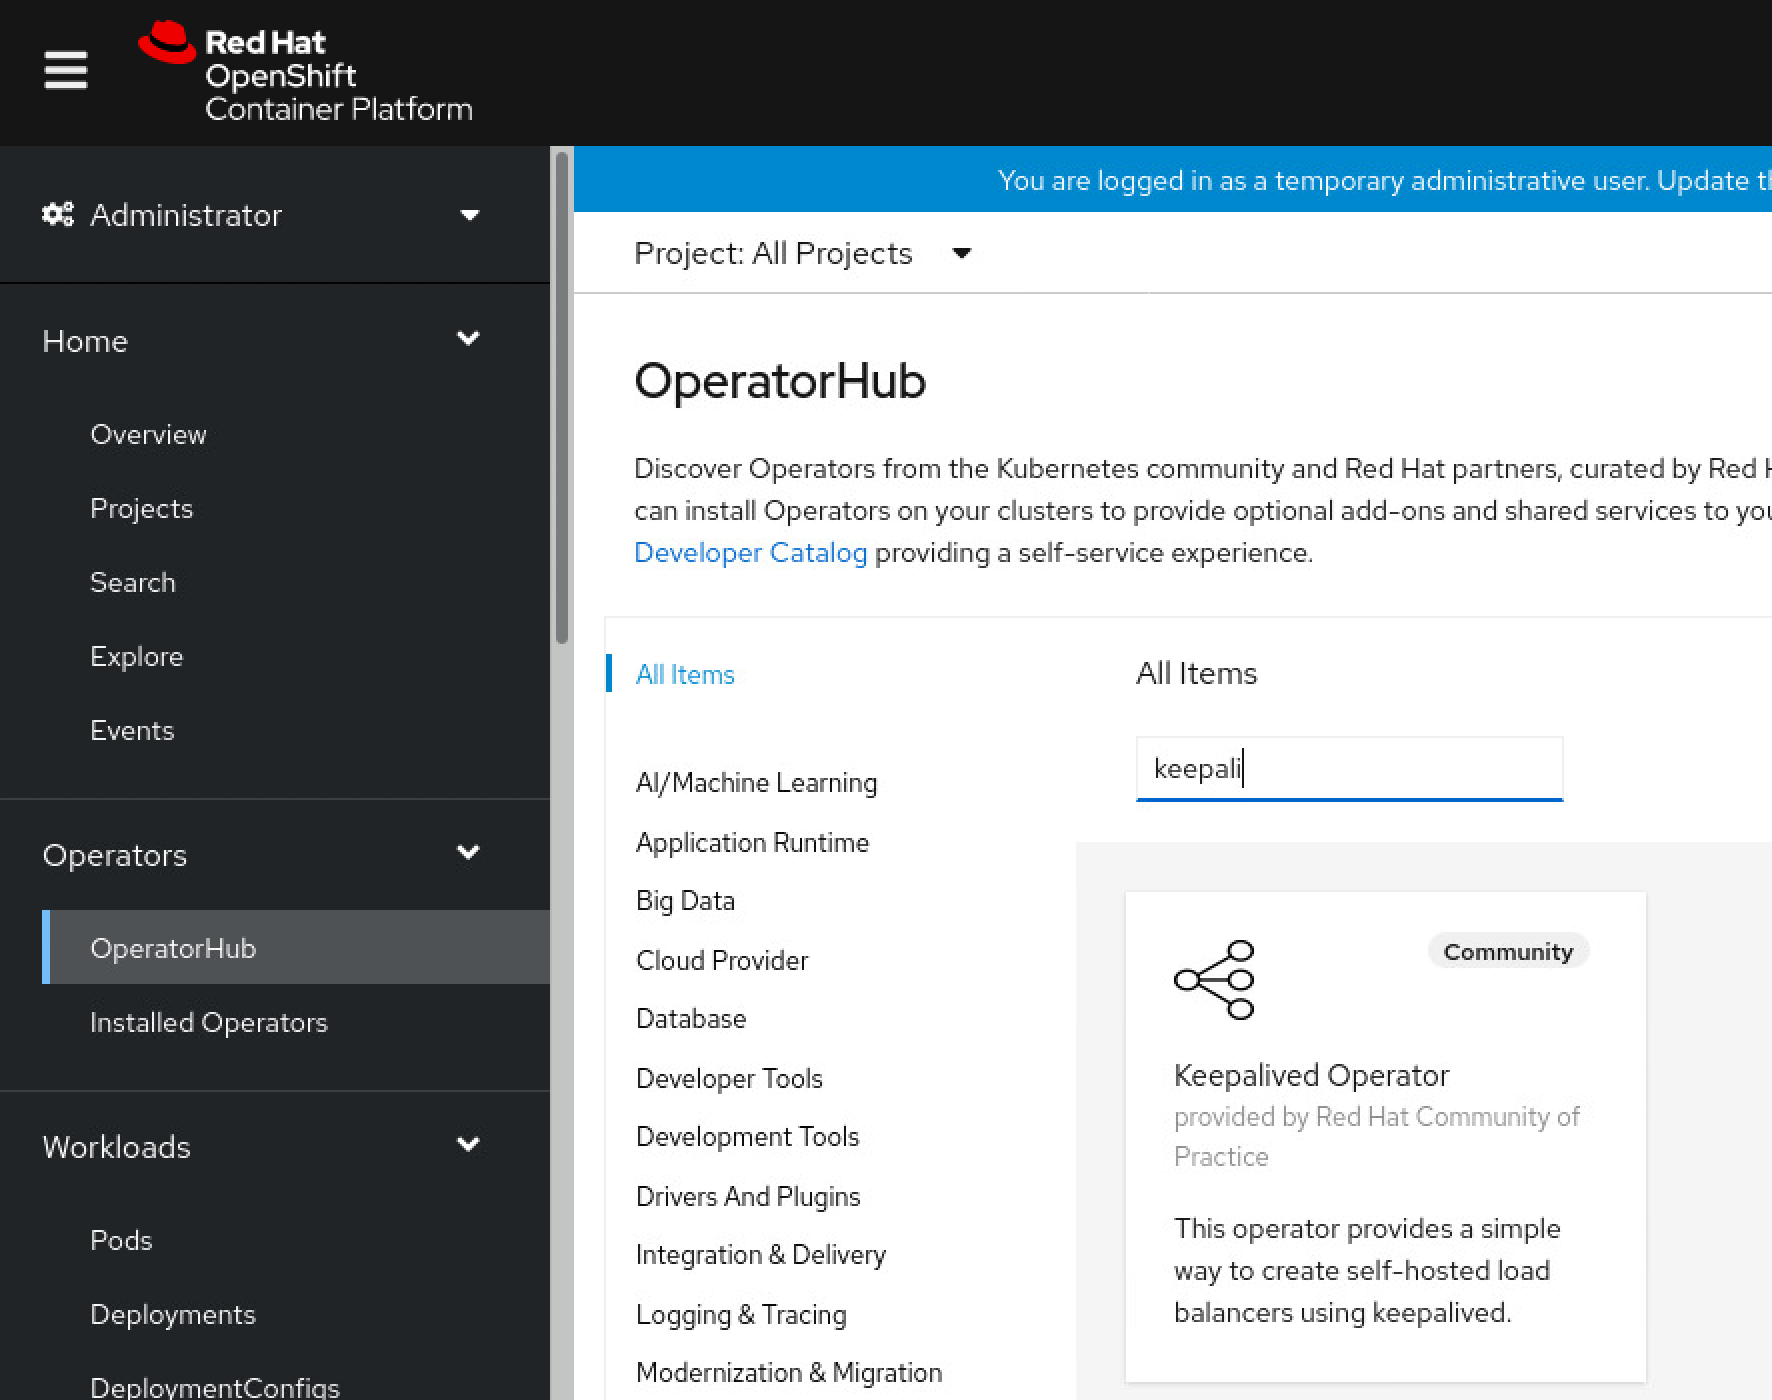 Red Hat
OpenShift
Container Platform
Administrator
Home
Overview
Projects
Search
Explore
Events
Operators
OperatorHub
Installed Operators
Workloads
Pods
Deployments
DeploymentConfigs
You are logged in as a temporary administrative user. Update
Project: All Projects
OperatorHub
Discover Operators from the Kubernetes community and Red Hat partners, curated by Red
can install Operators on your clusters to provide optional add-ons and shared services to
Developer Catalog providing a self-service experience.
All Items
AI/Machine Learning
Application Runtime
Big Data
Cloud Provider
Database
Developer Tools
Development Tools
Drivers And Plugins
Integration & Delivery
Logging & Tracing
Modernization & Migration
All Items
keepali
Community
Keepalived Operator
provided by Red Hat Community of
Practice
This operator provides a simple
way to create self-hosted load
balancers using keepalived.